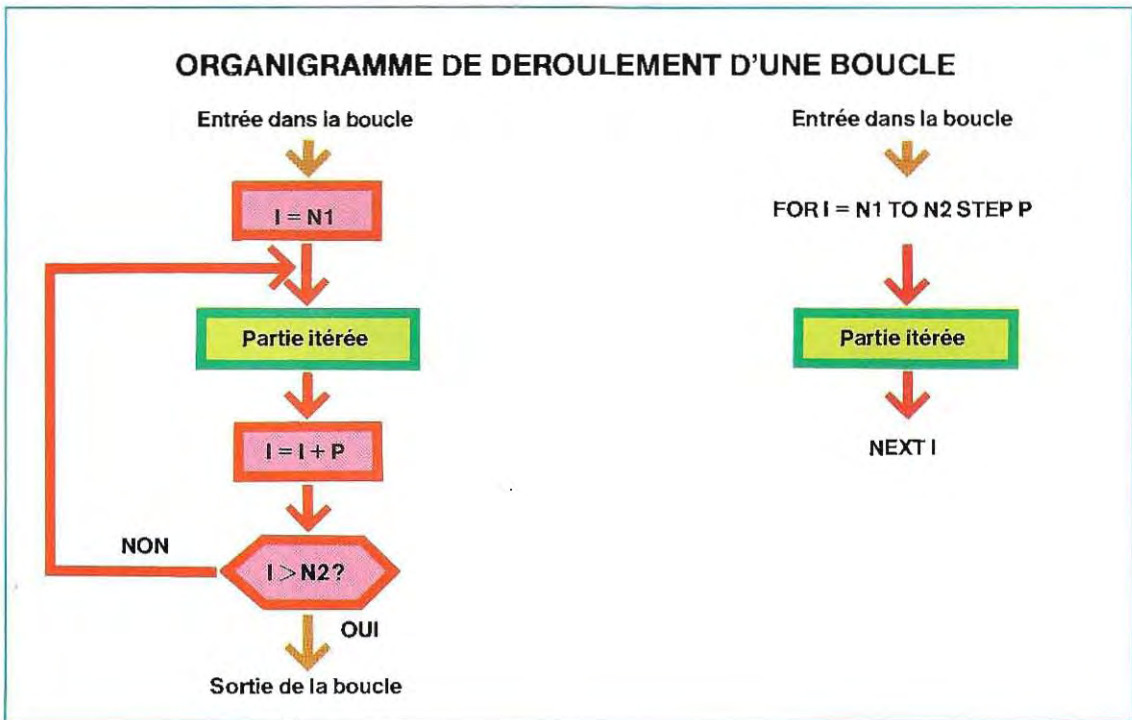 ORGANIGRAMME DE DEROULEMENT D'UNE BOUCLE
Entrée dans la boucle
I = N1
Partie itérée
I = I + P
NON
I > N2?
OUI
Sortie de la boucle
Entrée dans la boucle
FOR I = N1 TO N2 STEP P
Partie itérée
NEXT I